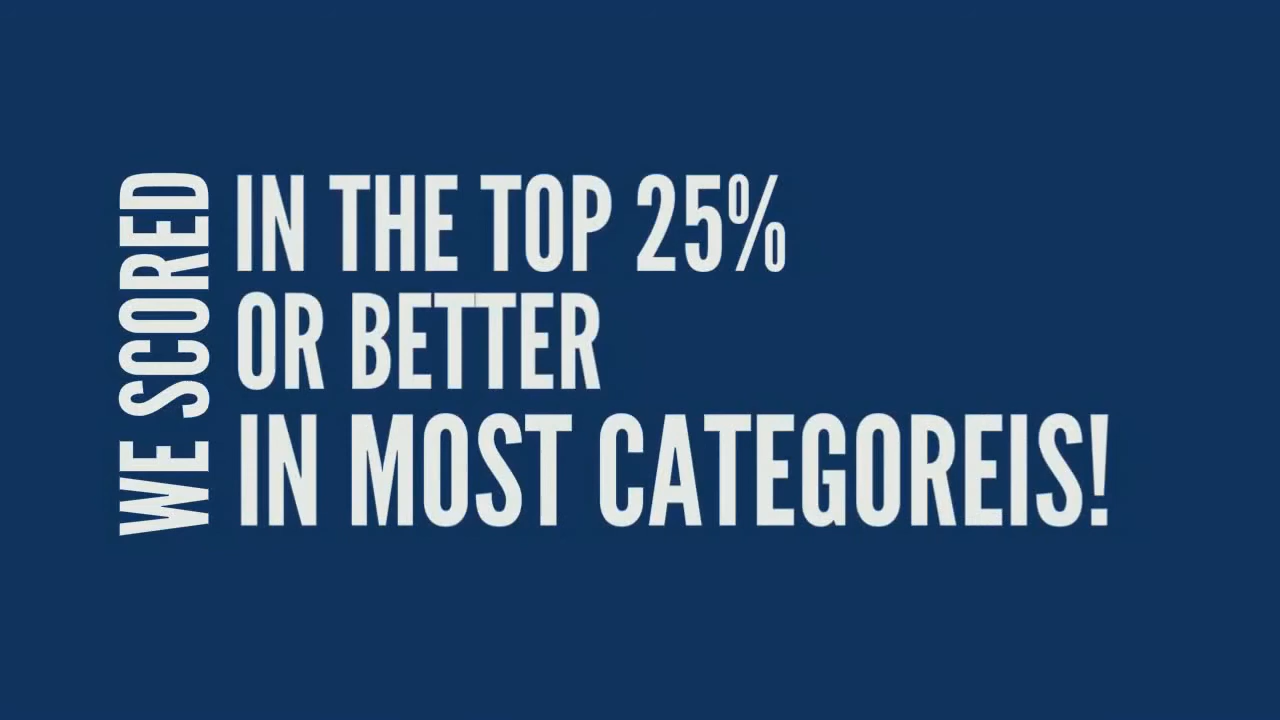 WE SCORED
IN THE TOP 25%
OR BETTER
IN MOST CATEGOREIS!